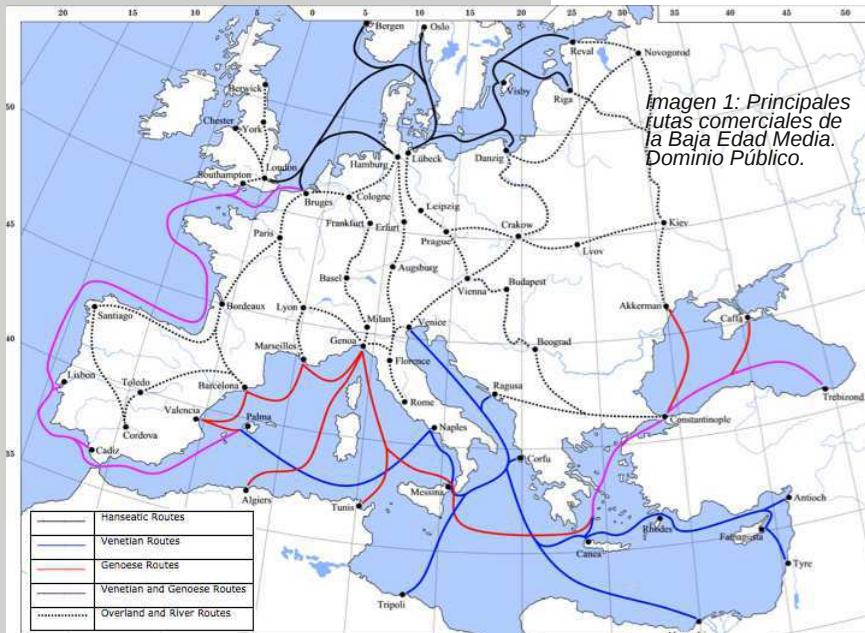 20 15 10 5 0 5 10 15 20 25 30 35 40 45 50
Bergen
Oslo
Reval
Novogorod
Visby
Riga
Imagen 1: Principales
rutas comerciales de
la Baja Edad Media.
Dominio Público.
50
Berwick
Chester
York
London
Southampton
Hamburg
Lübeck
Danzig
Bruges
Cologne
Leipzig
Frankfurt
Erfurt
Prague
Crakow
Kiev
Lvov
45
Paris
Basel
Augsburg
Vienna
Budapest
Akkerman
Caffa
Bordeaux
Lyon
Milan
Venice
Santiago
Marseilles
Genoa
Florence
Beograd
40
Lisbon
Toledo
Barcelona
Rome
Ragusa
Trebizond
Valencia
Palma
Naples
Constantinople
Cordova
Cadiz
35
Corfu
Messina
Algiers
Tunis
Antioch
Rhodes
Famagusta
Canea
Tyre
Tripoli
Hanseatic Routes
Venetian Routes
Genoese Routes
Venetian and Genoese Routes
Overland and River Routes